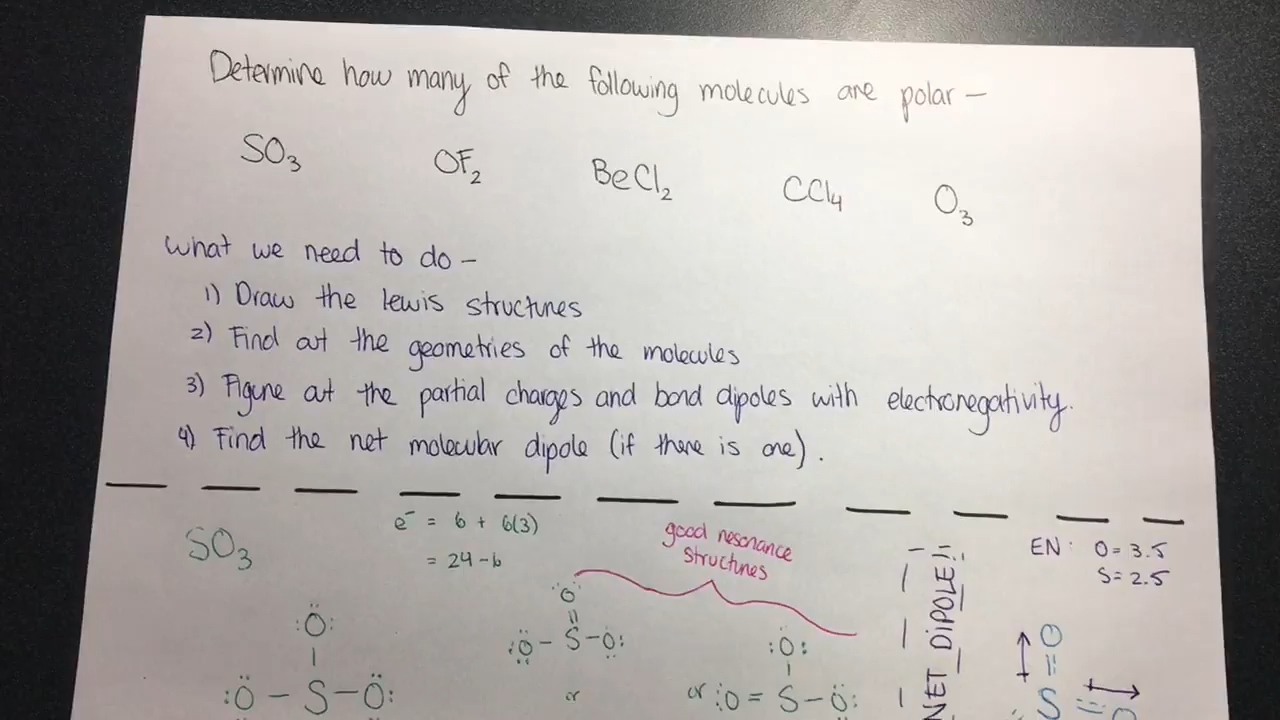 Determine how many of the following molecules are polar —
SO3 OF2 BeCl2 CCl4 O3
What we need to do —
1) Draw the lewis structures
2) Find out the geometries of the molecules
3) Figure out the partial charges and bond dipoles with electronegativity.
4) Find the net molecular dipole (if there is one).
SO3
e⁻ = 6 + 6(3)
= 24 - 6
good resonance
structures
EN: O = 3.5
S = 2.5
O
O - S - O
O
O - S - O
or
or
O
O = S - O
NET DIPOLE!!
O
S